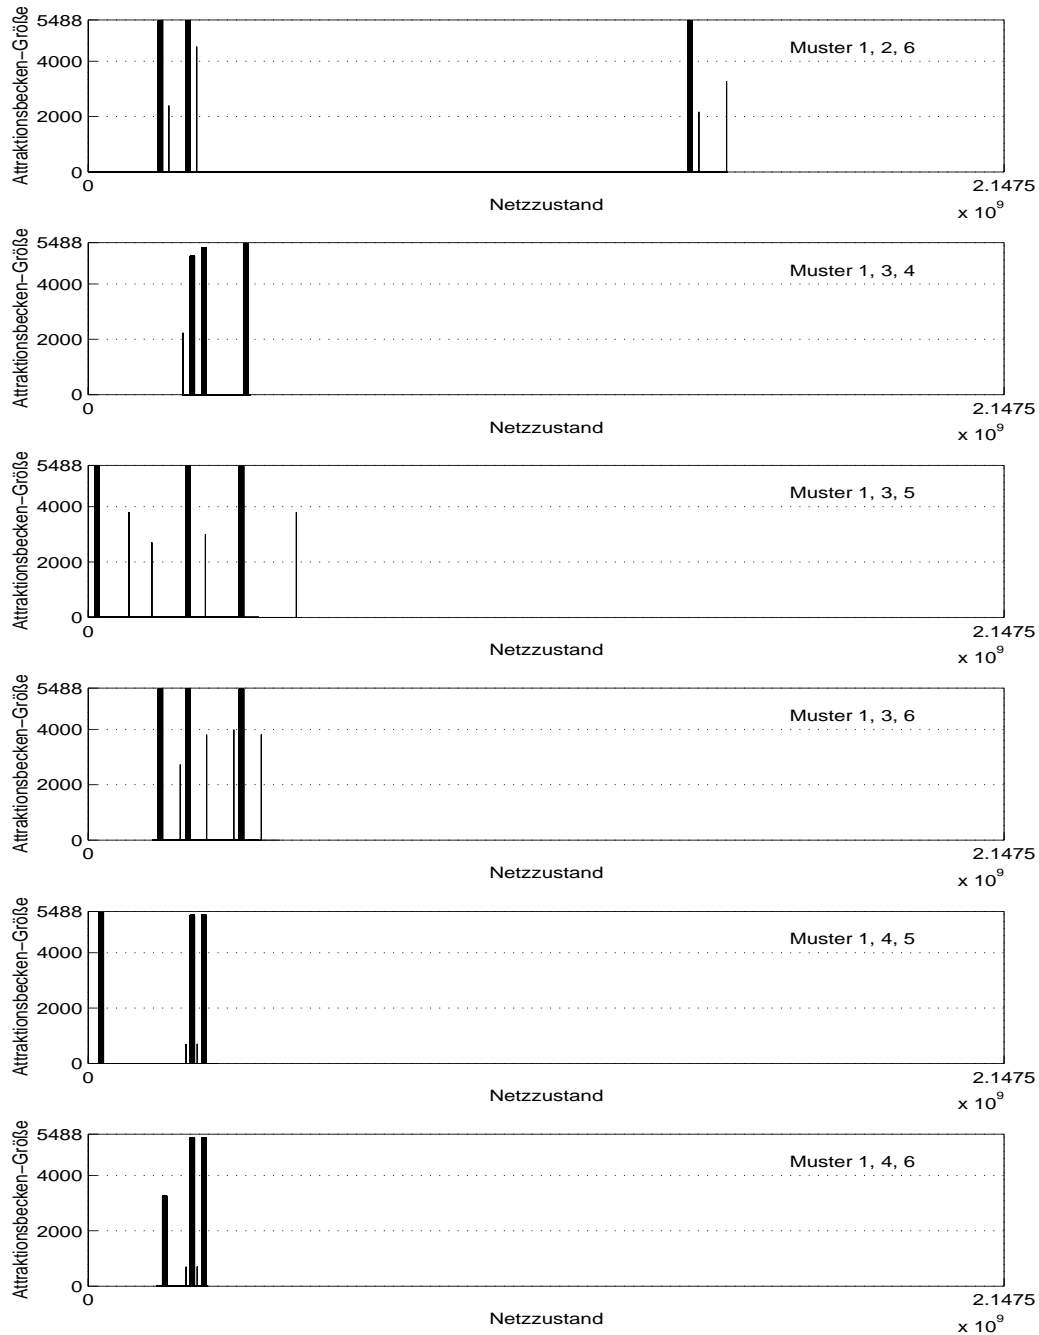 Attraktionsbecken−Größe
5488
4000
2000
0
Muster 1, 2, 6
0
2.1475
Netzzustand
x 10^9
Attraktionsbecken−Größe
5488
4000
2000
0
Muster 1, 3, 4
0
2.1475
Netzzustand
x 10^9
Attraktionsbecken−Größe
5488
4000
2000
0
Muster 1, 3, 5
0
2.1475
Netzzustand
x 10^9
Attraktionsbecken−Größe
5488
4000
2000
0
Muster 1, 3, 6
0
2.1475
Netzzustand
x 10^9
Attraktionsbecken−Größe
5488
4000
2000
0
Muster 1, 4, 5
0
2.1475
Netzzustand
x 10^9
Attraktionsbecken−Größe
5488
4000
2000
0
Muster 1, 4, 6
0
2.1475
Netzzustand
x 10^9